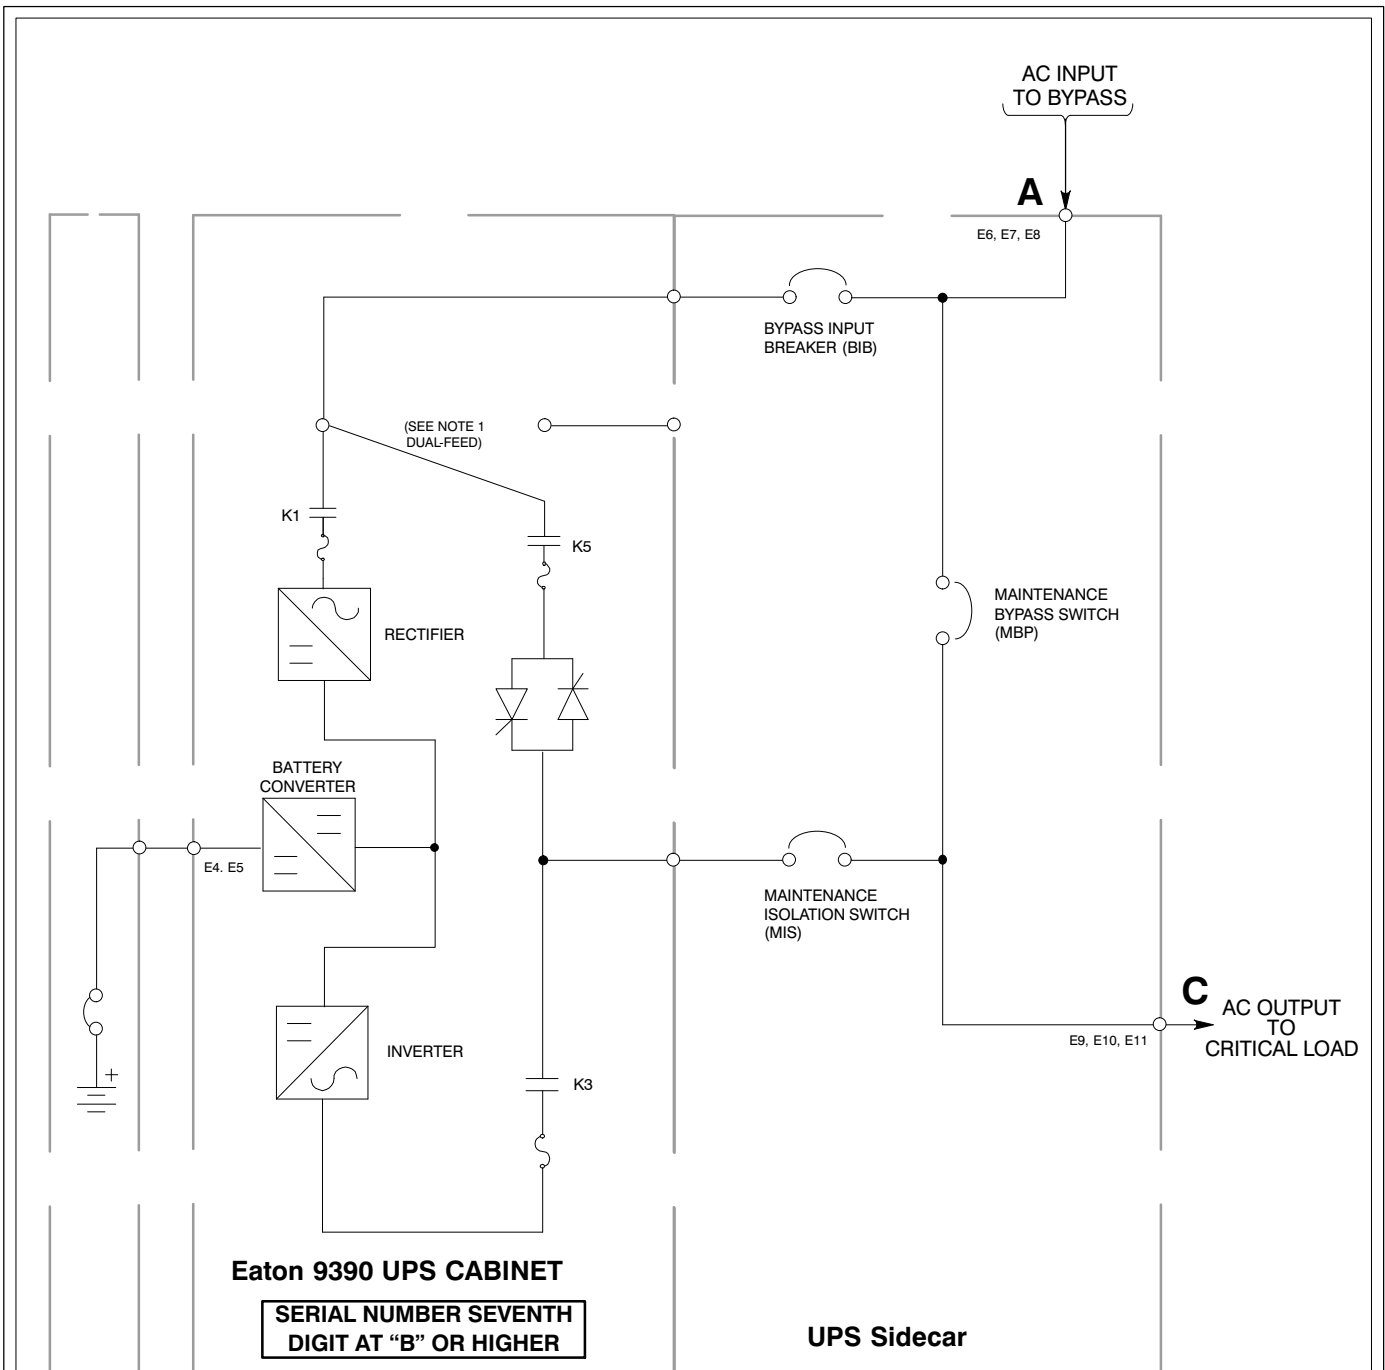 AC INPUT
TO BYPASS
A
E6, E7, E8
BYPASS INPUT
BREAKER (BIB)
(SEE NOTE 1
DUAL-FEED)
K1
K5
MAINTENANCE
BYPASS SWITCH
(MBP)
RECTIFIER
BATTERY
CONVERTER
E4. E5
MAINTENANCE
ISOLATION SWITCH
(MIS)
C
AC OUTPUT
TO
CRITICAL LOAD
E9, E10, E11
INVERTER
+
K3
Eaton 9390 UPS CABINET
SERIAL NUMBER SEVENTH
DIGIT AT “B” OR HIGHER
UPS Sidecar